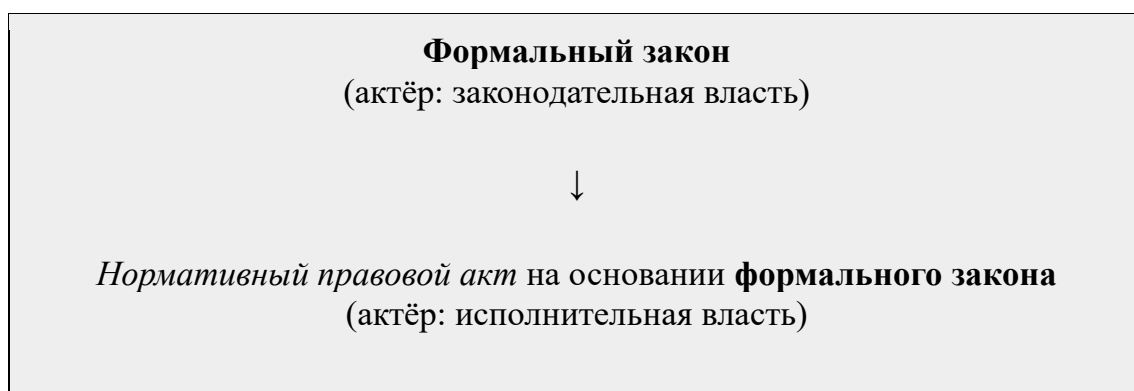 Формальный закон
(актёр: законодательная власть)
↓
Нормативный правовой акт на основании формального закона
(актёр: исполнительная власть)